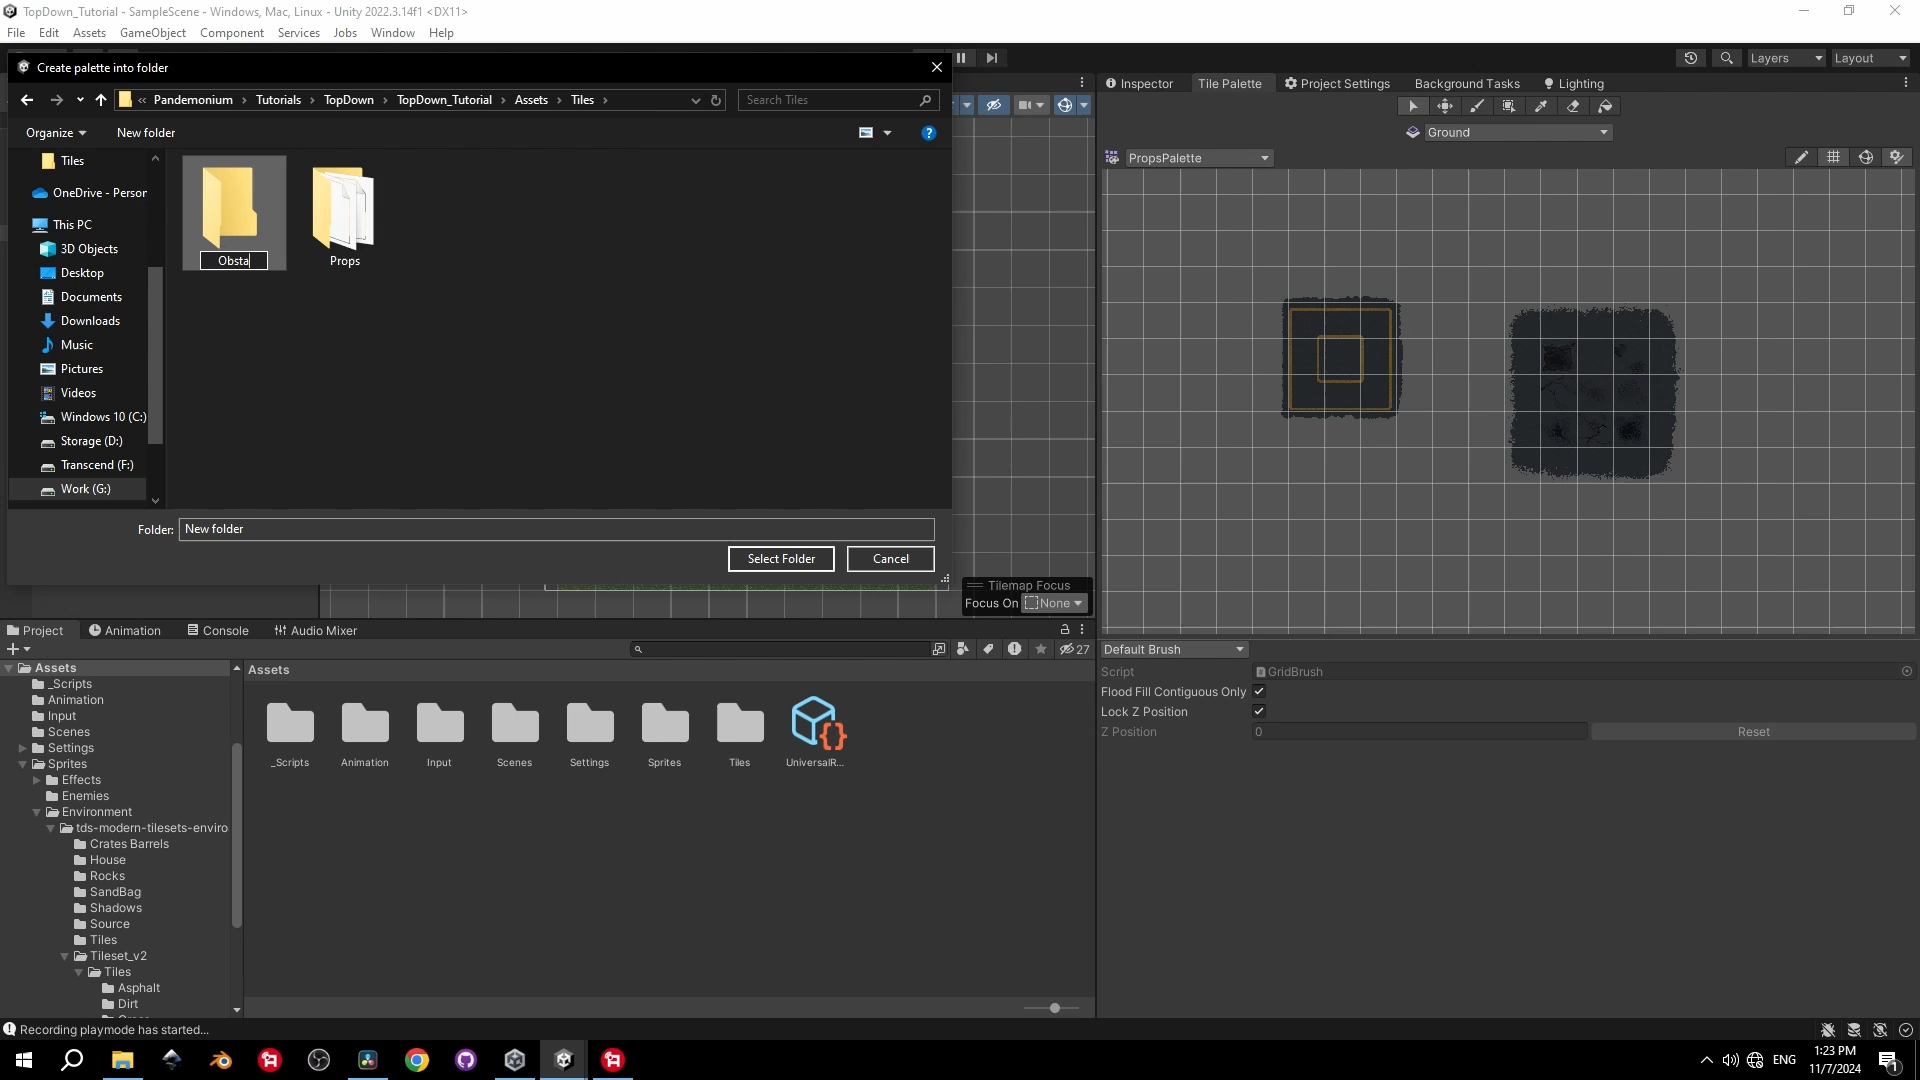 TopDown_Tutorial - SampleScene - Windows, Mac, Linux - Unity 2022.3.14f1 <DX11>
File Edit Assets GameObject Component Services Jobs Window Help
Create palette into folder
Layers Layout
« Pandemonium › Tutorials › TopDown › TopDown_Tutorial › Assets › Tiles ›
Search Tiles
Inspector Tile Palette Project Settings Background Tasks Lighting
Organize New folder
Ground
PropsPalette
Tiles
OneDrive - Person
This PC
3D Objects
Desktop
Documents
Downloads
Music
Pictures
Videos
Windows 10 (C:)
Storage (D:)
Transcend (F:)
Work (G:)
Obsta
Props
Folder: New folder
Select Folder Cancel
Tilemap Focus
Focus On None
Project Animation Console Audio Mixer
27
Assets
_Scripts
Animation
Input
Scenes
Settings
Sprites
Effects
Enemies
Environment
tds-modern-tilesets-enviro
Crates Barrels
House
Rocks
SandBag
Shadows
Source
Tiles
Tileset_v2
Tiles
Asphalt
Dirt
Assets
_Scripts Animation Input Scenes Settings Sprites Tiles UniversalR...
Default Brush
Script GridBrush
Flood Fill Contiguous Only
Lock Z Position
Z Position 0 Reset
Recording playmode has started...
ENG
1:23 PM
11/7/2024
1